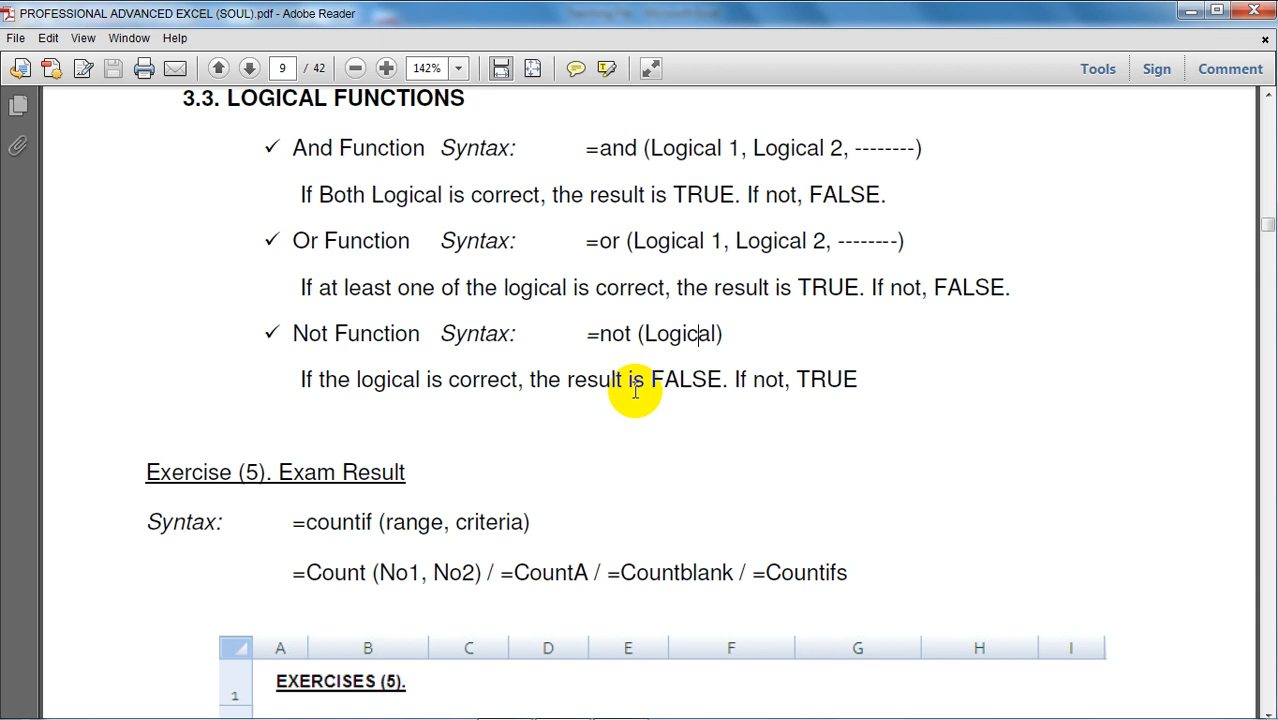 PROFESSIONAL ADVANCED EXCEL (SOUL).pdf - Adobe Reader
File Edit View Window Help
9 / 42 142% Tools Sign Comment
3.3. LOGICAL FUNCTIONS
✓ And Function Syntax: =and (Logical 1, Logical 2, --------)
If Both Logical is correct, the result is TRUE. If not, FALSE.
✓ Or Function Syntax: =or (Logical 1, Logical 2, --------)
If at least one of the logical is correct, the result is TRUE. If not, FALSE.
✓ Not Function Syntax: =not (Logical)
If the logical is correct, the result is FALSE. If not, TRUE
Exercise (5). Exam Result
Syntax: =countif (range, criteria)
=Count (No1, No2) / =CountA / =Countblank / =Countifs
A B C D E F G H I
1 EXERCISES (5).